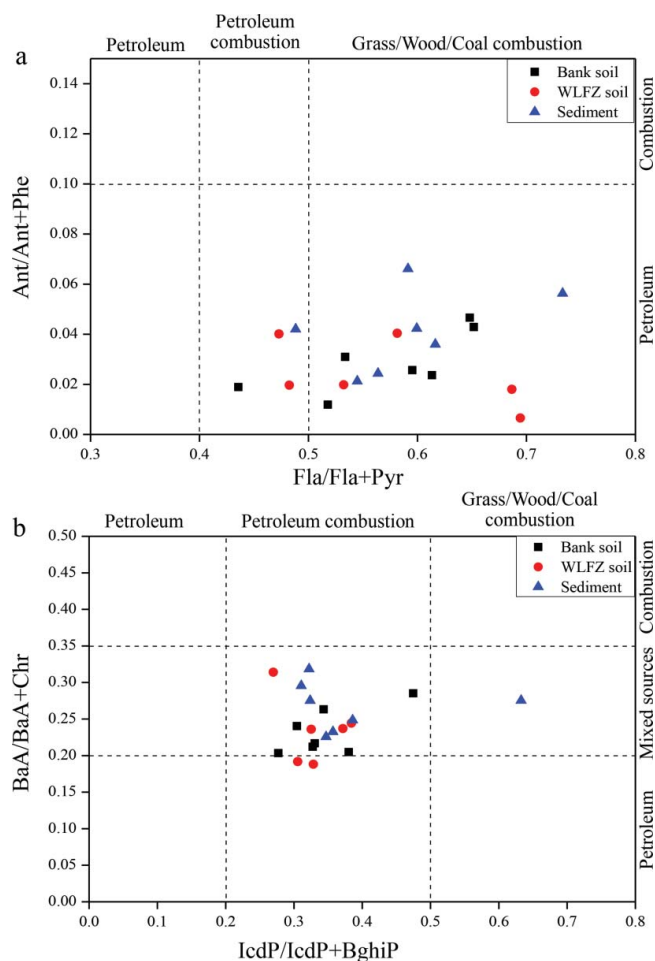 a
Petroleum
Petroleum
combustion
Grass/Wood/Coal combustion
Bank soil
WLFZ soil
Sediment
0.14
0.12
0.10
0.08
0.06
0.04
0.02
0.00
Ant/Ant+Phe
Combustion
Petroleum
0.3
0.4
0.5
0.6
0.7
0.8
Fla/Fla+Pyr
b
Petroleum
Petroleum combustion
Grass/Wood/Coal
combustion
Bank soil
WLFZ soil
Sediment
0.50
0.45
0.40
0.35
0.30
0.25
0.20
0.15
0.10
0.05
0.00
BaA/BaA+Chr
Combustion
Mixed sources
Petroleum
0.0
0.1
0.2
0.3
0.4
0.5
0.6
0.7
0.8
IcdP/IcdP+BghiP